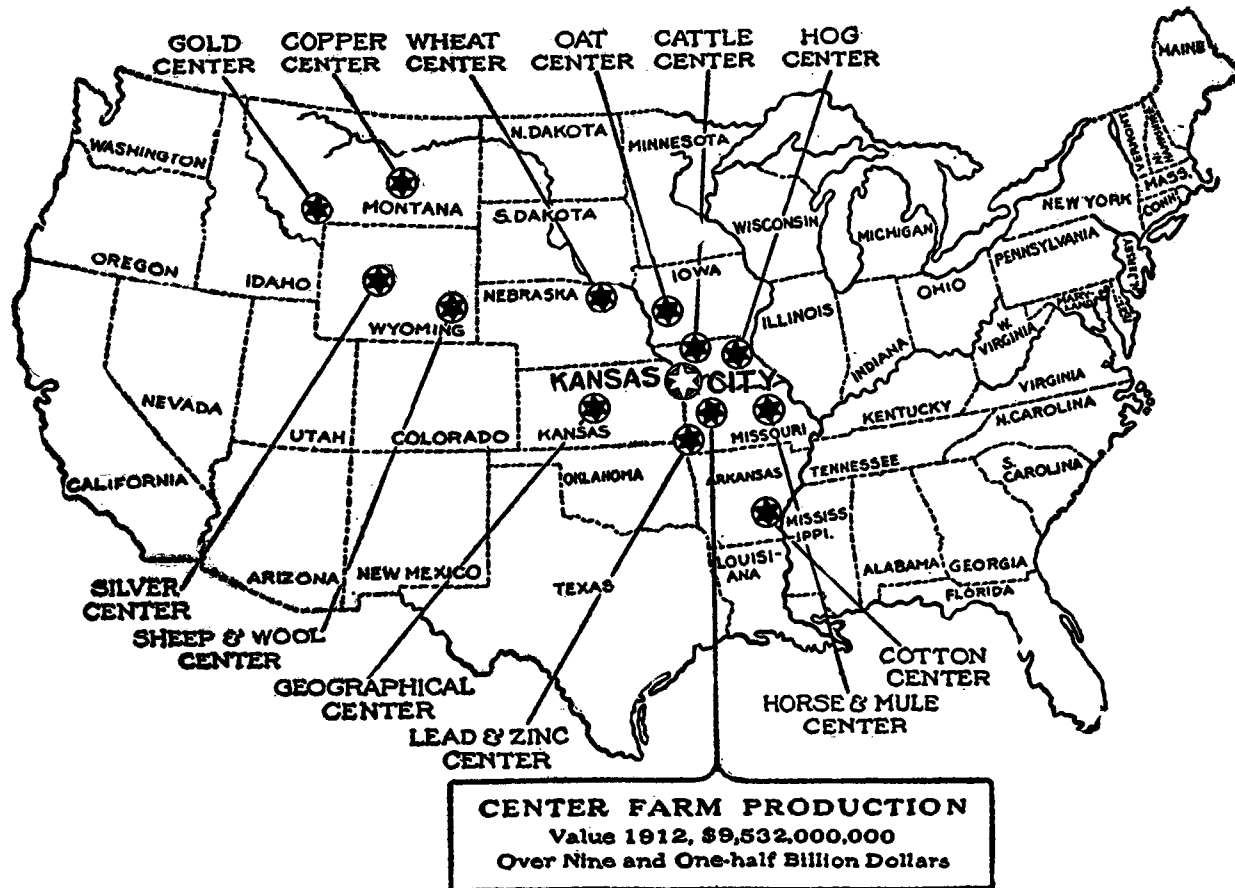 GOLD
CENTER
COPPER
CENTER
WHEAT
CENTER
OAT
CENTER
CATTLE
CENTER
HOG
CENTER
MAINE
WASHINGTON
MONTANA
N. DAKOTA
MINNESOTA
VERMONT
N. HAMPSHIRE
MASS.
CONN.
S. DAKOTA
WISCONSIN
MICHIGAN
NEW YORK
OREGON
IDAHO
WYOMING
NEBRASKA
IOWA
ILLINOIS
INDIANA
OHIO
PENNSYLVANIA
N. JERSEY
MARYLAND
W.
VIRGINIA
VIRGINIA
NEVADA
UTAH
COLORADO
KANSAS CITY
KANSAS
MISSOURI
KENTUCKY
N. CAROLINA
CALIFORNIA
ARIZONA
NEW MEXICO
OKLAHOMA
ARKANSAS
TENNESSEE
S.
CAROLINA
TEXAS
LOUISI-
ANA
MISSISS
IPPI.
ALABAMA
GEORGIA
FLORIDA
SILVER
CENTER
SHEEP & WOOL
CENTER
GEOGRAPHICAL
CENTER
LEAD & ZINC
CENTER
COTTON
CENTER
HORSE & MULE
CENTER
CENTER FARM PRODUCTION
Value 1912, $9,532,000,000
Over Nine and One-half Billion Dollars